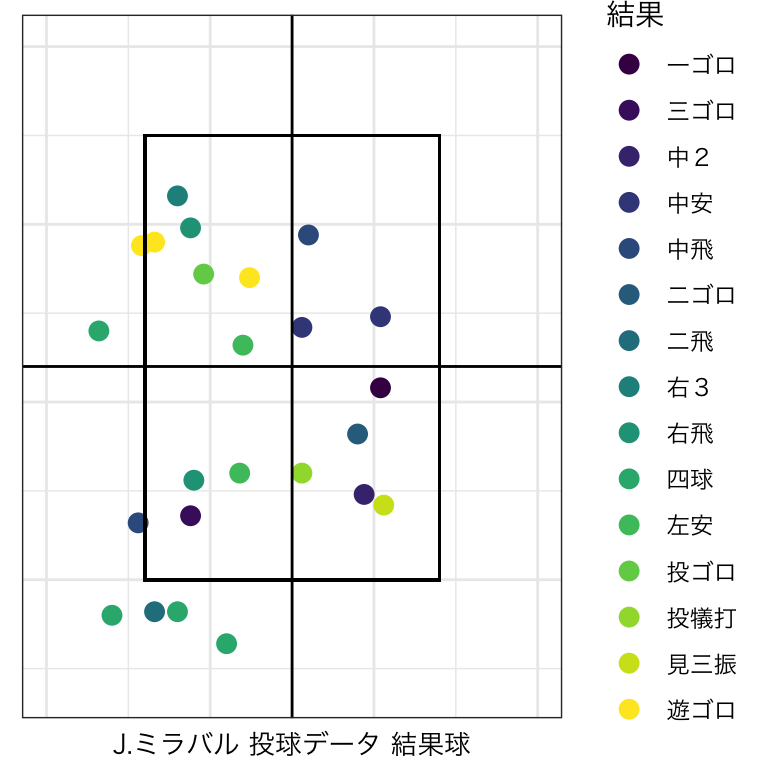 結果
一ゴロ
三ゴロ
中２
中安
中飛
二ゴロ
二飛
右３
右飛
四球
左安
投ゴロ
投犠打
見三振
遊ゴロ
J.ミラバル 投球データ 結果球